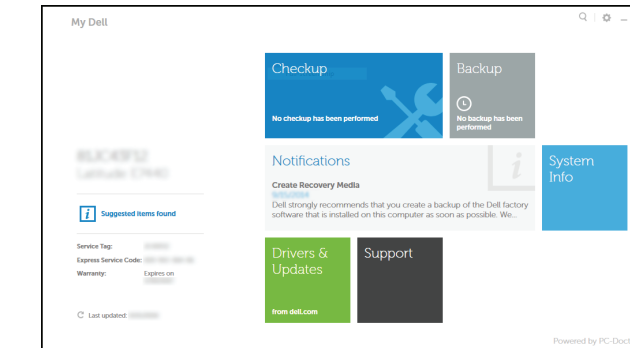 My Dell
Checkup
No checkup has been performed
Backup
No backup has been
performed
Notifications
Create Recovery Media
Dell strongly recommends that you create a backup of the Dell factory
software that is installed on this computer as soon as possible. We...
System
Info
Suggested items found
Service Tag:
Express Service Code:
Warranty: Expires on
Last updated:
Drivers &
Updates
from dell.com
Support
Powered by PC-Doct